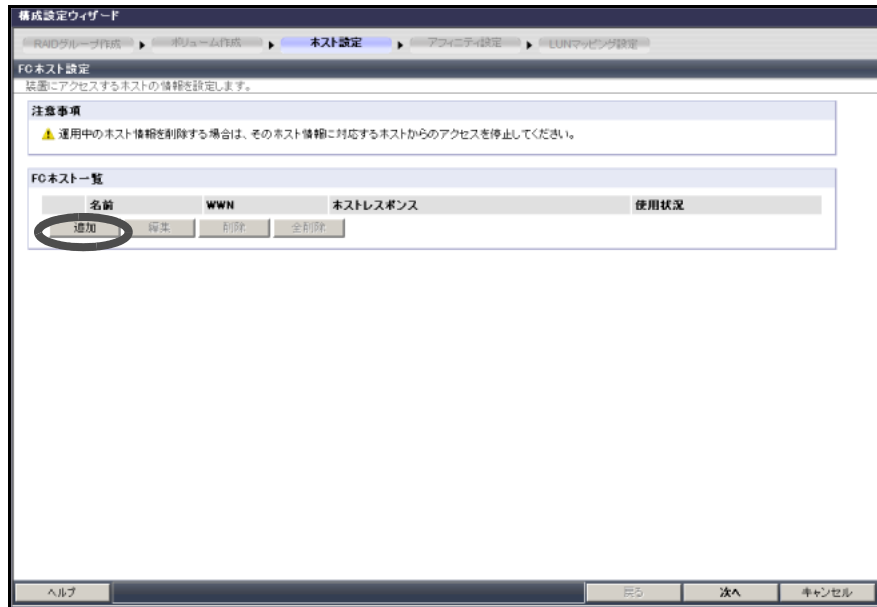 構成設定ウィザード
RAIDグループ作成 ボリューム作成 ホスト設定 アフィニティ設定 LUNマッピング設定
FCホスト設定
装置にアクセスするホストの情報を設定します。
注意事項
運用中のホスト情報を削除する場合は、そのホスト情報に対応するホストからのアクセスを停止してください。
FCホスト一覧
名前 WWN ホストレスポンス 使用状況
追加 編集 削除 全削除
ヘルプ 戻る 次へ キャンセル